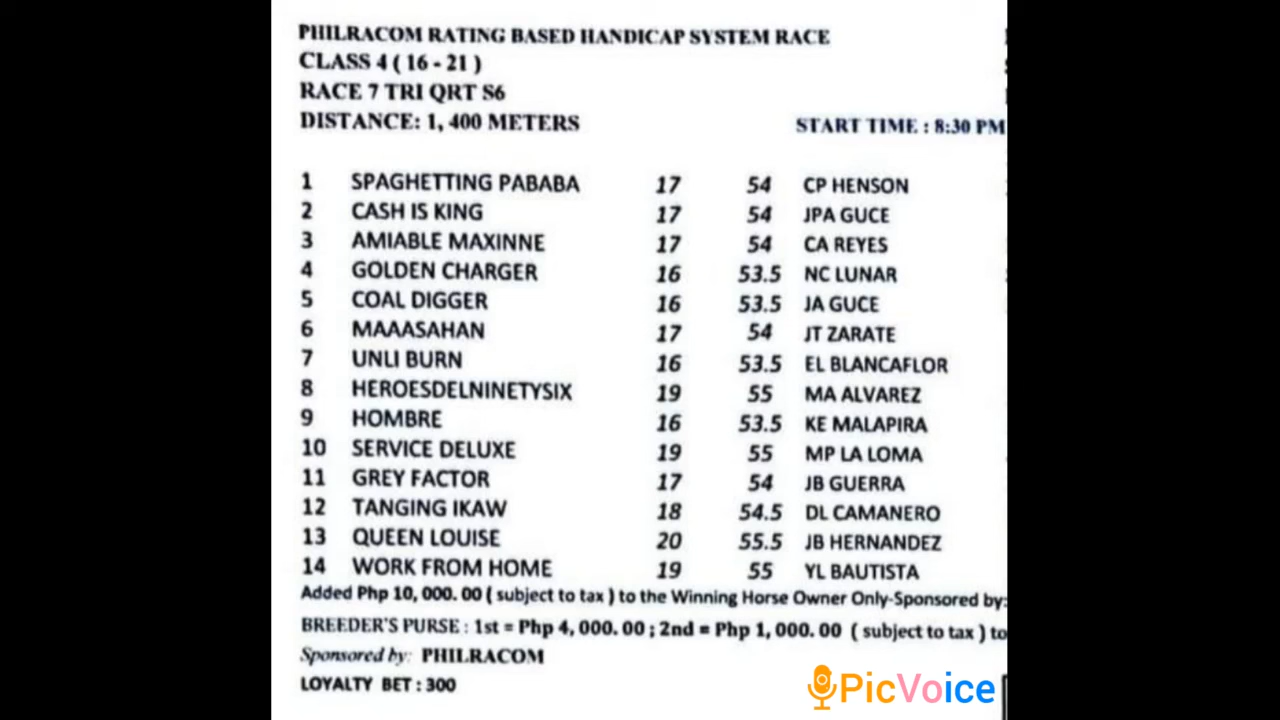 PHILRACOM RATING BASED HANDICAP SYSTEM RACE
CLASS 4 ( 16 - 21 )
RACE 7 TRI QRT S6
DISTANCE: 1, 400 METERS START TIME : 8:30 PM
1 SPAGHETTING PABABA 17 54 CP HENSON
2 CASH IS KING 17 54 JPA GUCE
3 AMIABLE MAXINNE 17 54 CA REYES
4 GOLDEN CHARGER 16 53.5 NC LUNAR
5 COAL DIGGER 16 53.5 JA GUCE
6 MAAASAHAN 17 54 JT ZARATE
7 UNLI BURN 16 53.5 EL BLANCAFLOR
8 HEROESDELNINETYSIX 19 55 MA ALVAREZ
9 HOMBRE 16 53.5 KE MALAPIRA
10 SERVICE DELUXE 19 55 MP LA LOMA
11 GREY FACTOR 17 54 JB GUERRA
12 TANGING IKAW 18 54.5 DL CAMANERO
13 QUEEN LOUISE 20 55.5 JB HERNANDEZ
14 WORK FROM HOME 19 55 YL BAUTISTA
Added Php 10, 000. 00 ( subject to tax ) to the Winning Horse Owner Only-Sponsored by:
BREEDER'S PURSE : 1st = Php 4, 000. 00 ; 2nd = Php 1, 000. 00 ( subject to tax ) to
Sponsored by: PHILRACOM
LOYALTY BET : 300
PicVoice